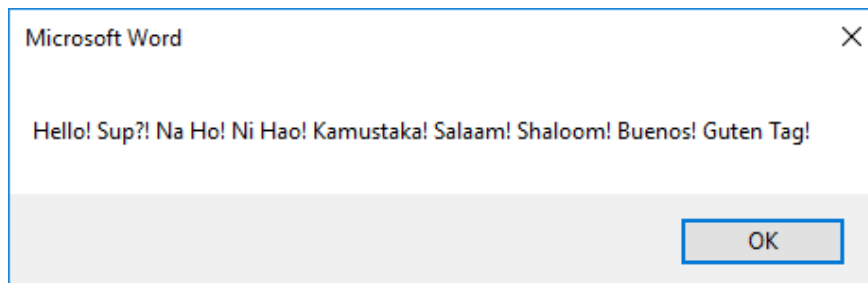 Microsoft Word
Hello! Sup?! Na Ho! Ni Hao! Kamustaka! Salaam! Shaloom! Buenos! Guten Tag!
OK